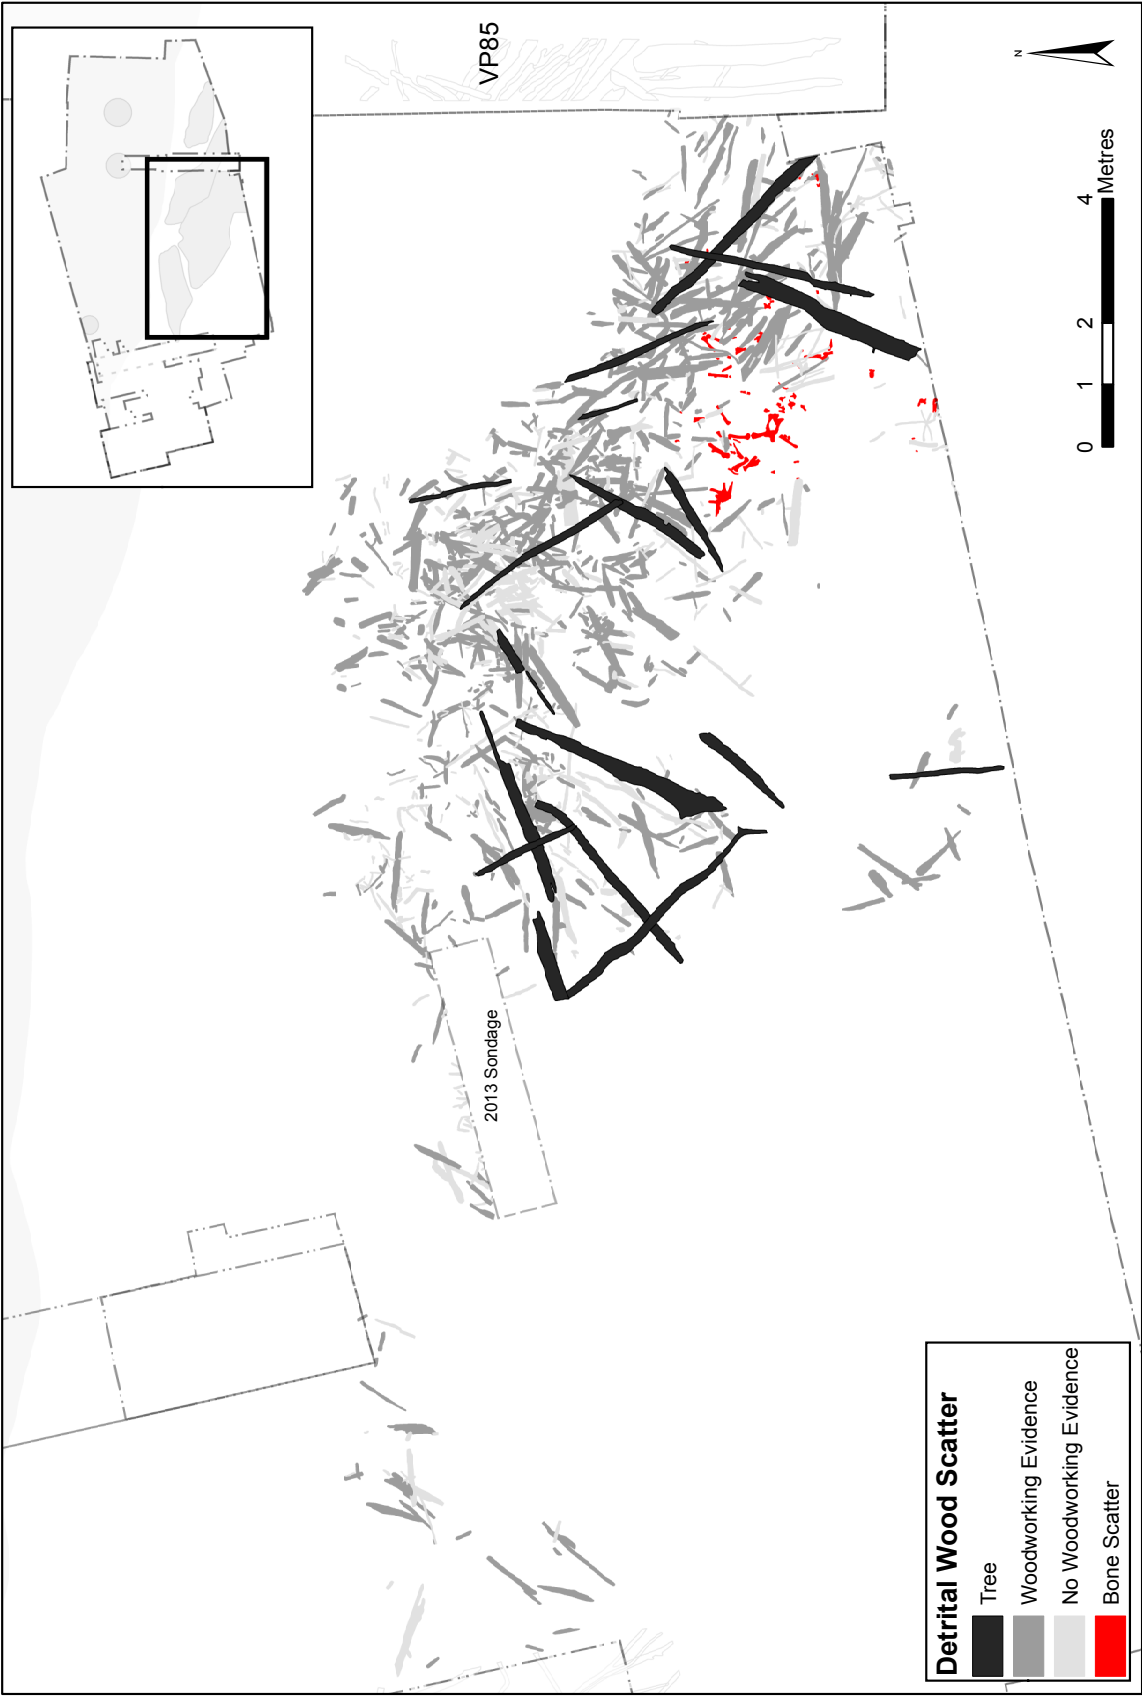 VP85
N
0 1 2 4
Metres
2013 Sondage
Detrital Wood Scatter
Tree
Woodworking Evidence
No Woodworking Evidence
Bone Scatter